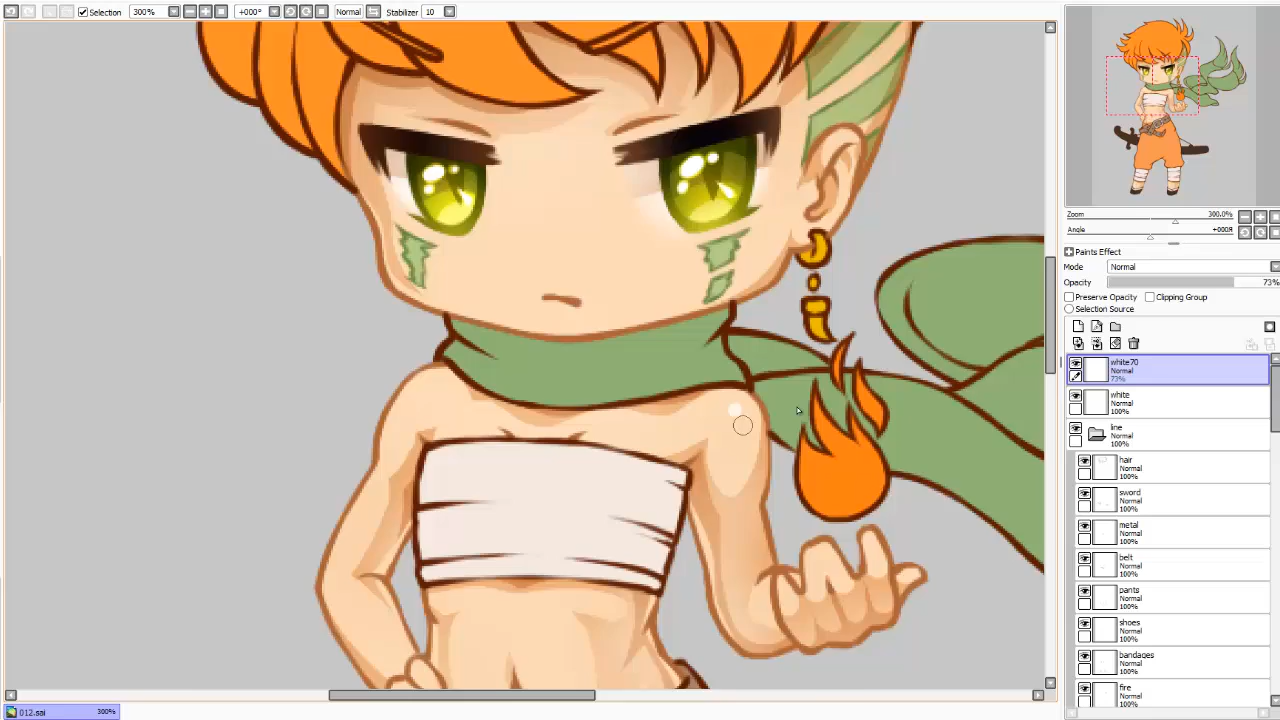 Selection 300% +000° Normal Stabilizer 10
Zoom 300.0%
Angle +000R
Paints Effect
Mode Normal
Opacity 73%
Preserve Opacity Clipping Group
Selection Source
white70
Normal
73%
white
Normal
100%
line
Normal
100%
hair
Normal
100%
sword
Normal
100%
metal
Normal
100%
belt
Normal
100%
pants
Normal
100%
shoes
Normal
100%
bandages
Normal
100%
fire
Normal
100%
012.sai 300%